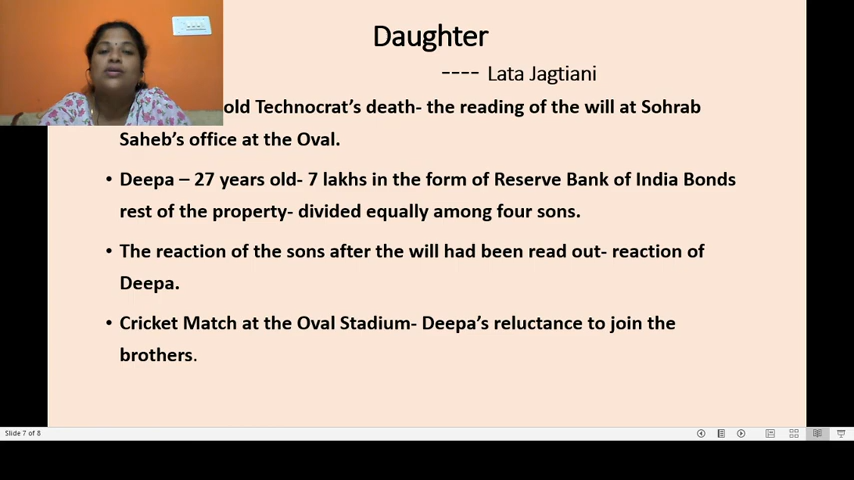 Daughter
---- Lata Jagtiani
old Technocrat’s death- the reading of the will at Sohrab
Saheb’s office at the Oval.
• Deepa – 27 years old- 7 lakhs in the form of Reserve Bank of India Bonds
rest of the property- divided equally among four sons.
• The reaction of the sons after the will had been read out- reaction of
Deepa.
• Cricket Match at the Oval Stadium- Deepa’s reluctance to join the
brothers.
Slide 7 of 8